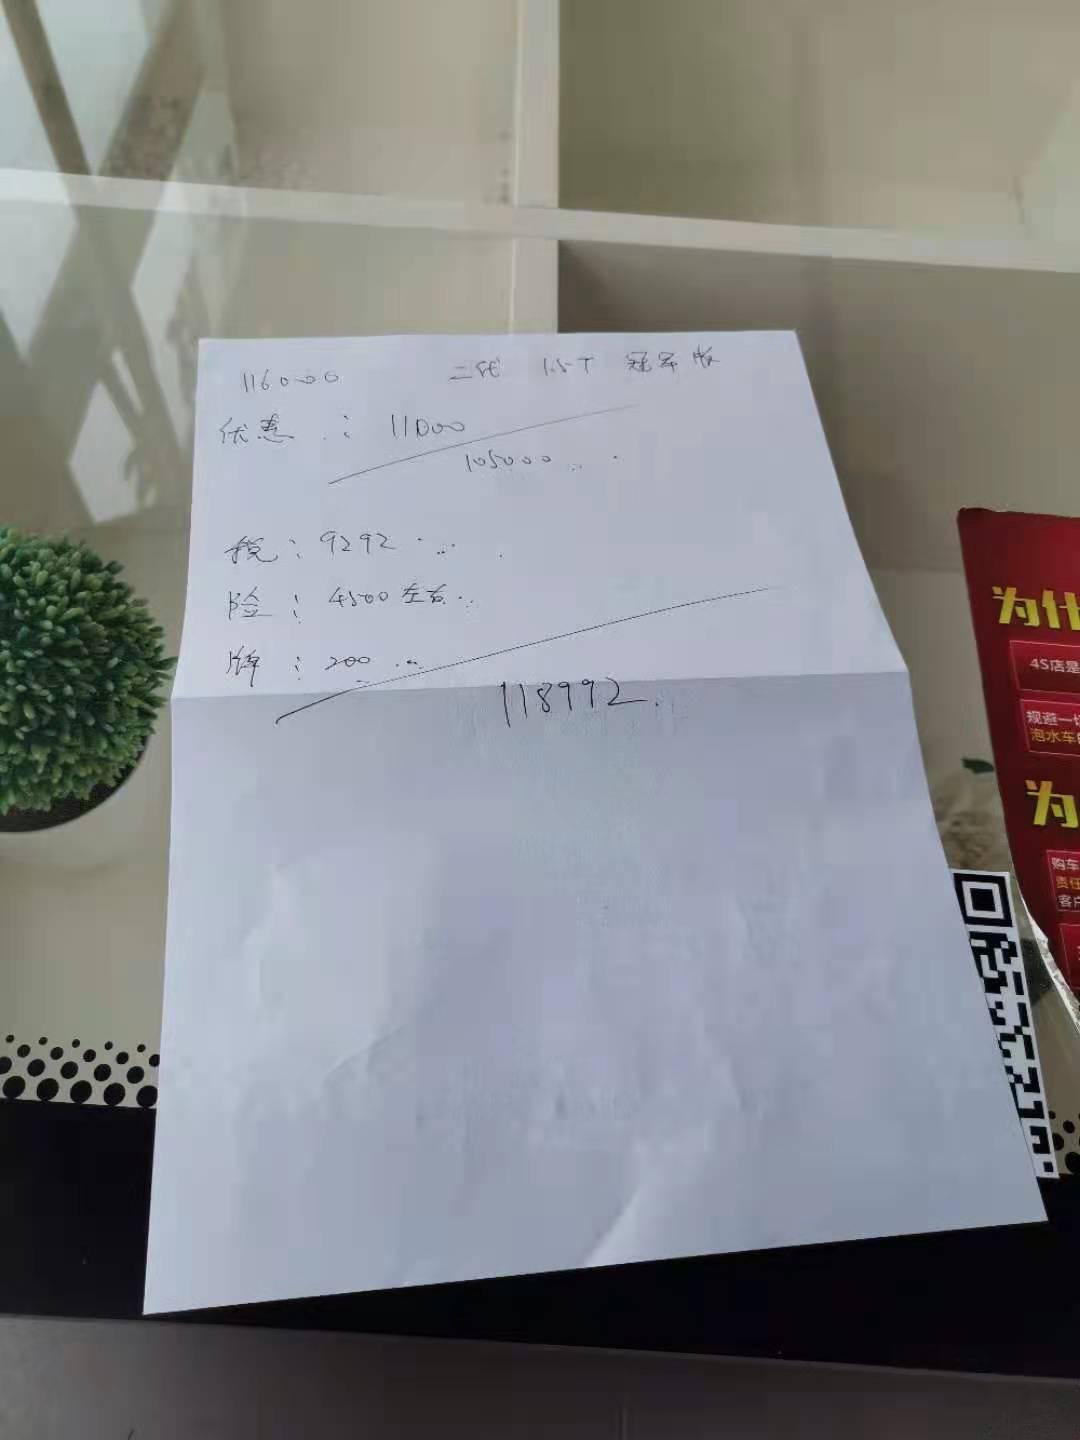 116000 二代 1.5T 冠军版
优惠：11000
105000
税：9292
险：4500左右
牌：200
118992.
为什
4S店是
规避一切
泡水车
为
购车
责任
客户